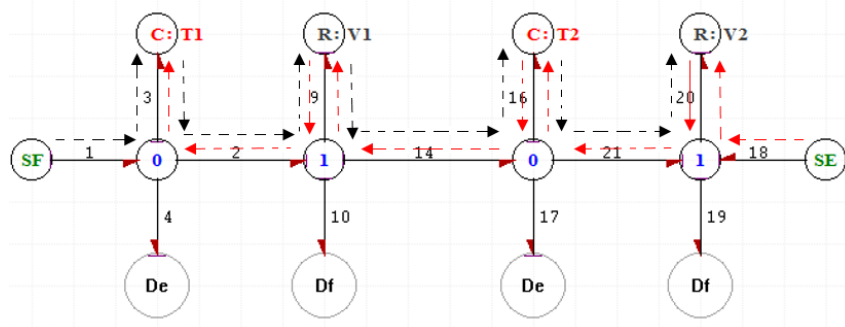 C: T1 R: V1 C: T2 R: V2
3 9 16 20
SF 1 0 2 1 14 0 21 1 18 SE
4 10 17 19
De Df De Df